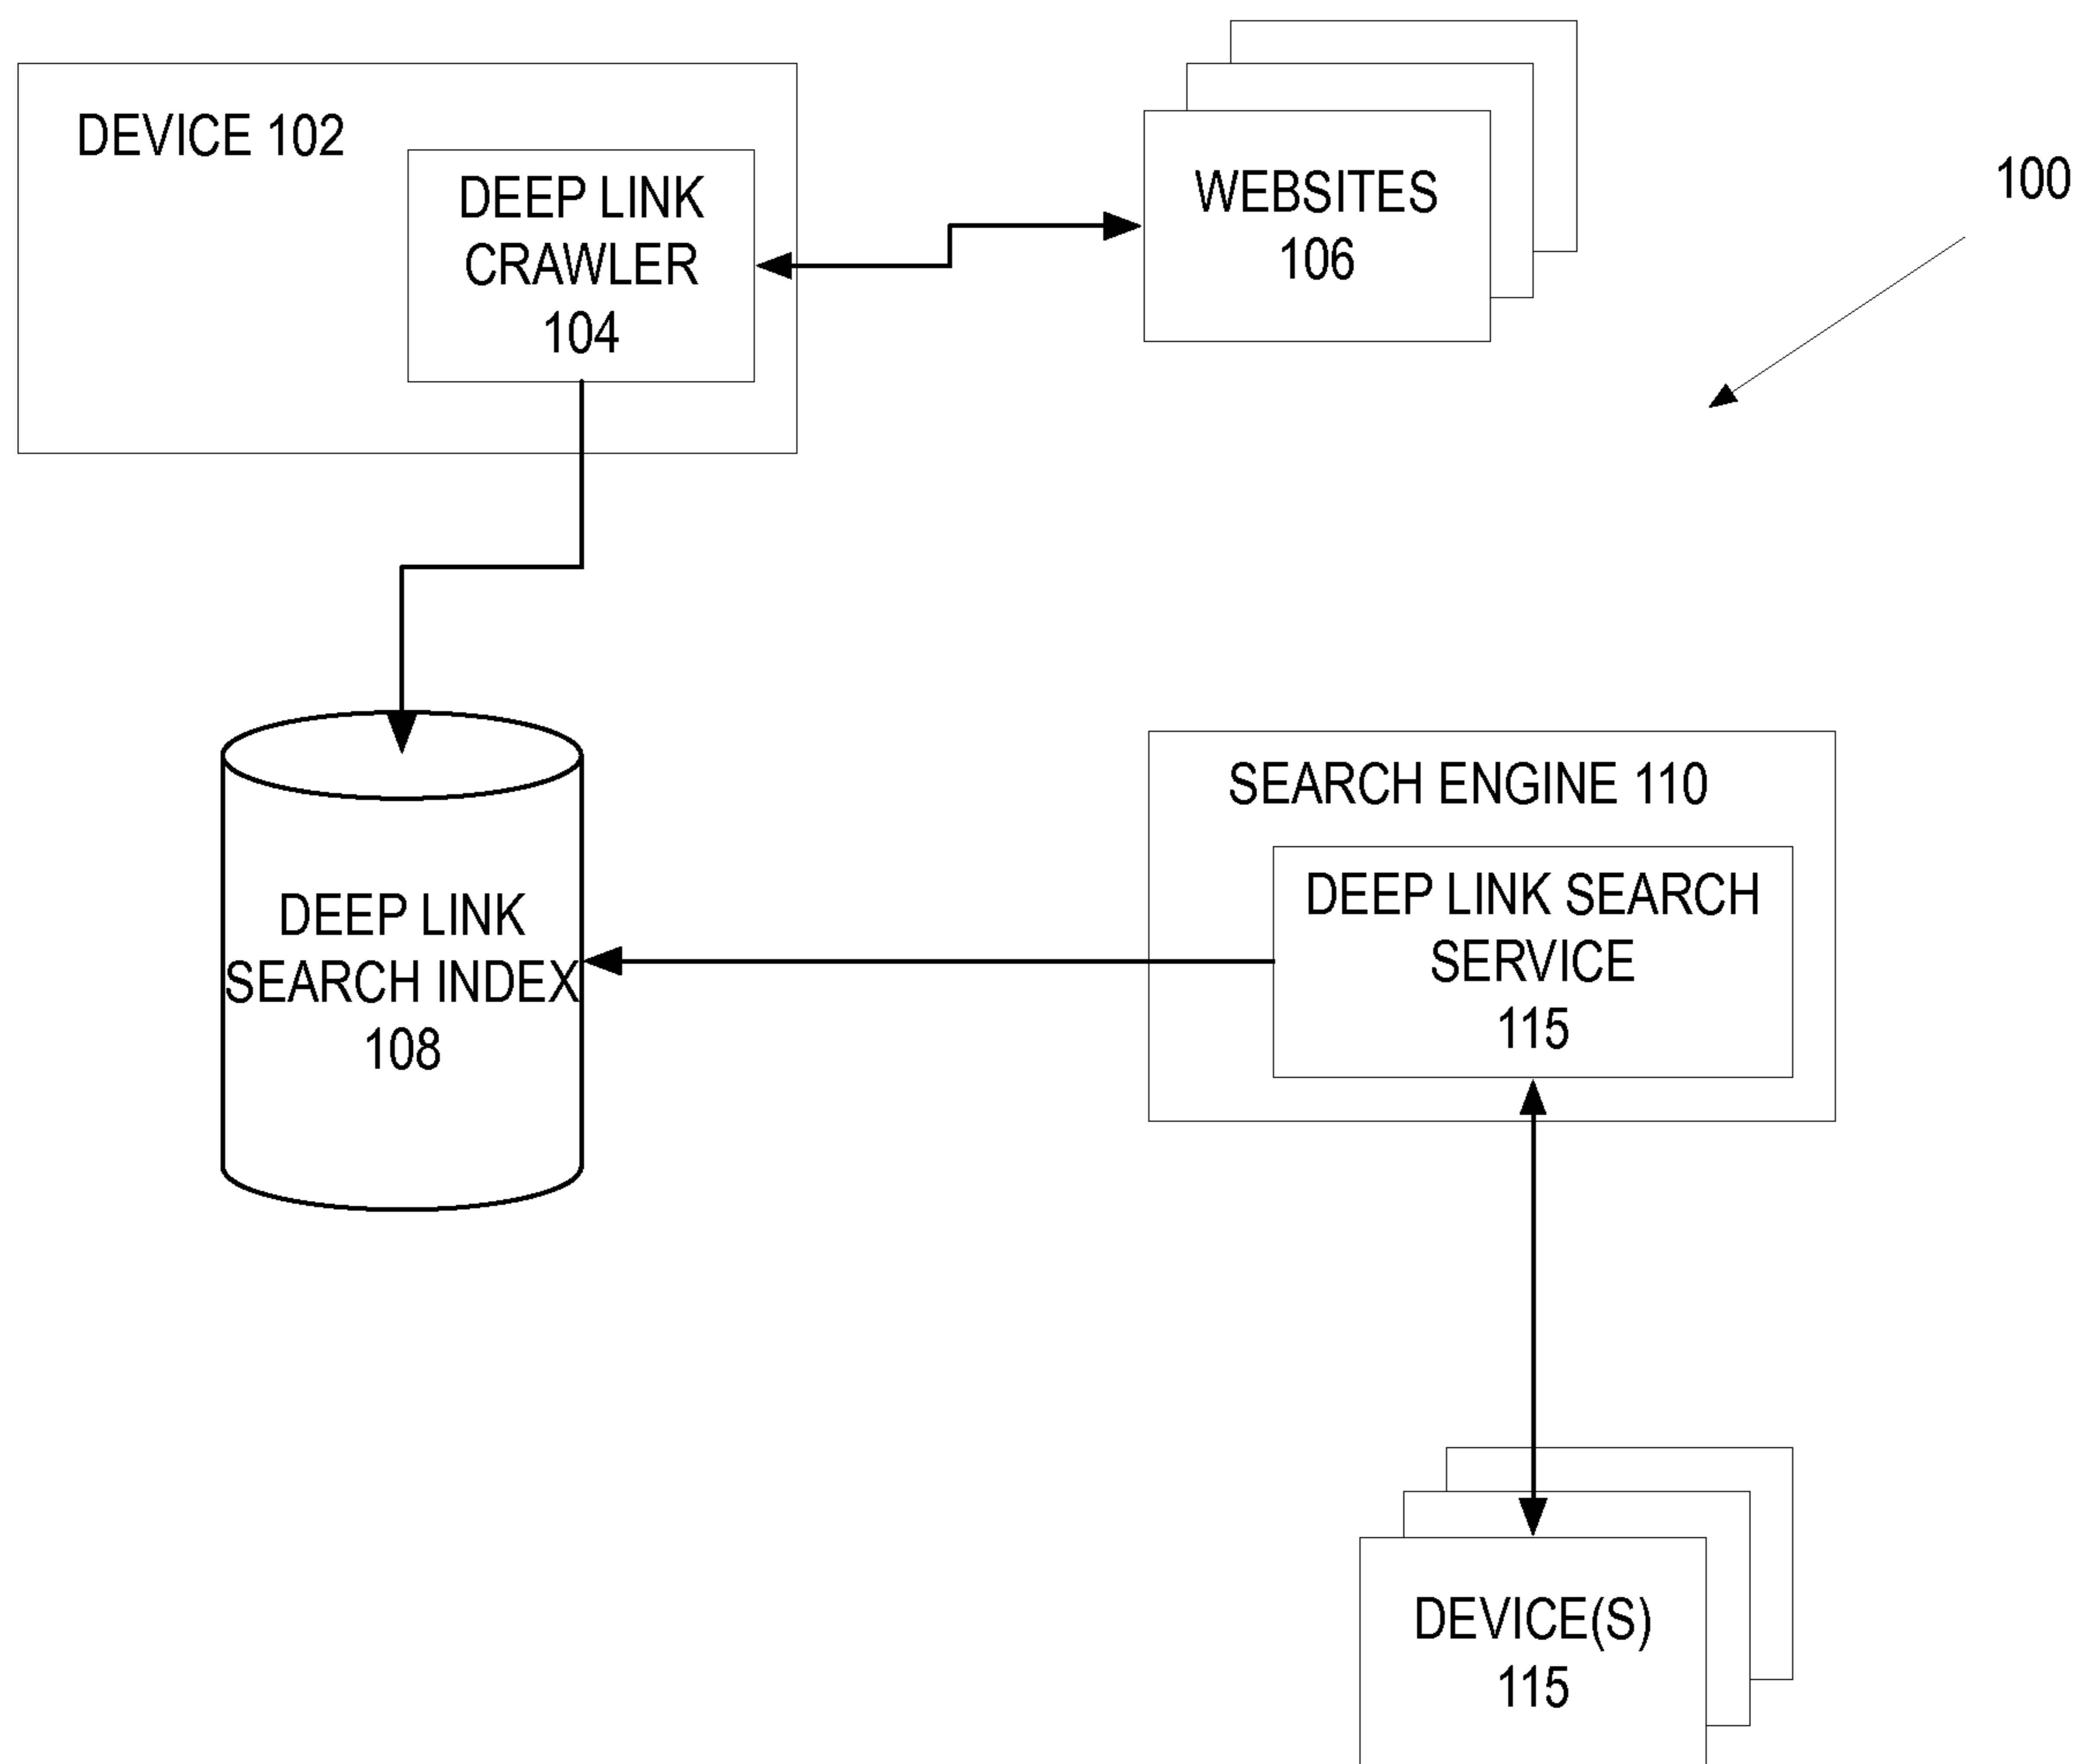 DEVICE 102
DEEP LINK
CRAWLER
104
WEBSITES
106
100
DEEP LINK
SEARCH INDEX
108
SEARCH ENGINE 110
DEEP LINK SEARCH
SERVICE
115
DEVICE(S)
115